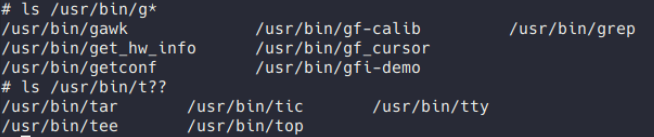 # ls /usr/bin/g*
/usr/bin/gawk /usr/bin/gf-calib /usr/bin/grep
/usr/bin/get_hw_info /usr/bin/gf_cursor
/usr/bin/getconf /usr/bin/gfi-demo
# ls /usr/bin/t??
/usr/bin/tar /usr/bin/tic /usr/bin/tty
/usr/bin/tee /usr/bin/top